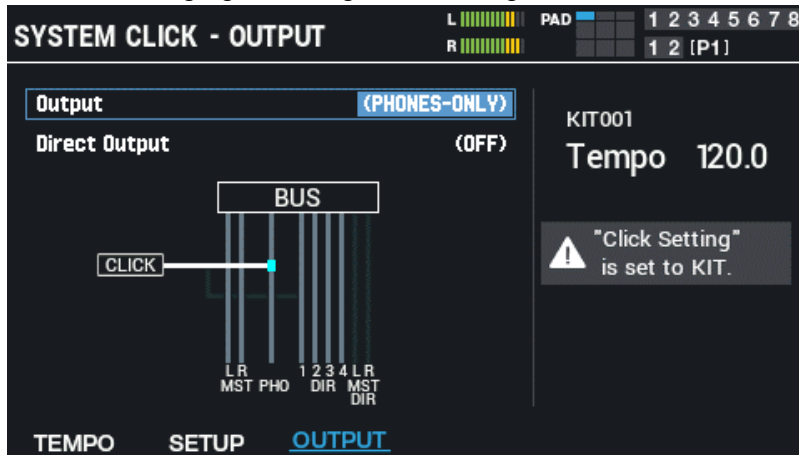 SYSTEM CLICK - OUTPUT
L
R
PAD
1 2 3 4 5 6 7 8
1 2 [P1]
Output (PHONES-ONLY)
Direct Output (OFF)
BUS
CLICK
L R 1 2 3 4 L R
MST PHO DIR MST
DIR
KIT001
Tempo 120.0
"Click Setting"
is set to KIT.
TEMPO SETUP OUTPUT